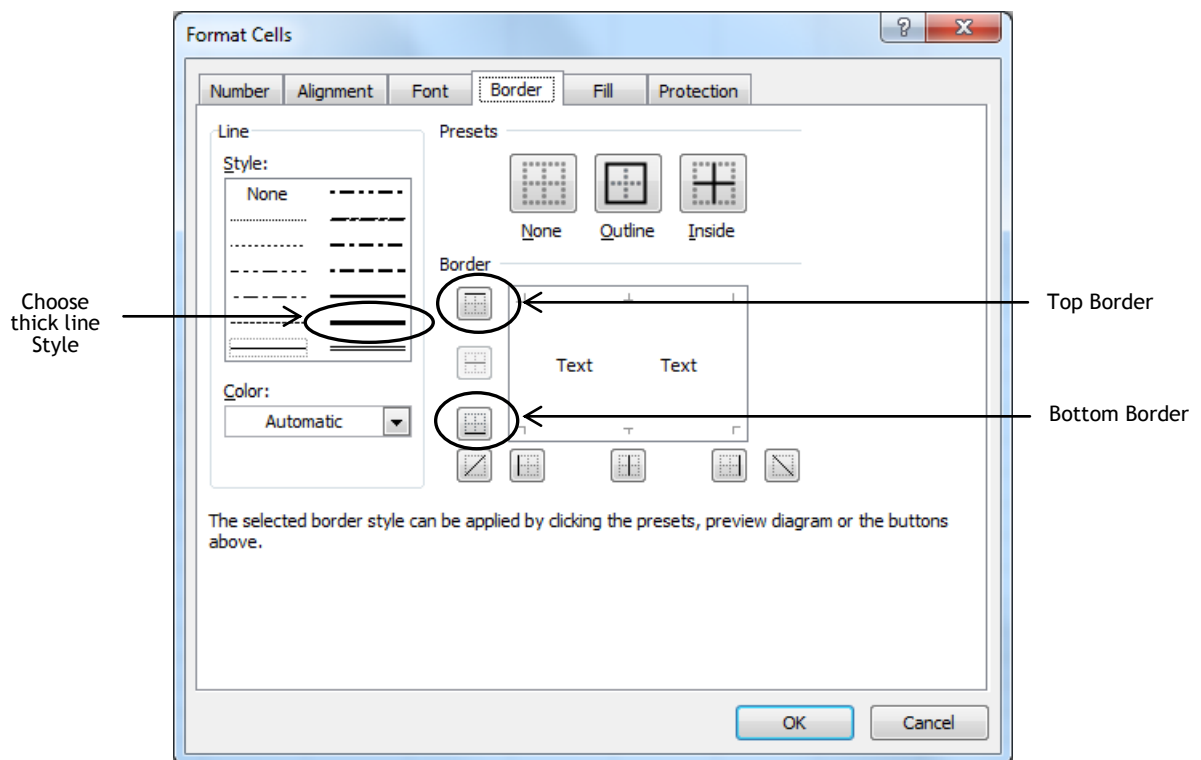 Format Cells
Number Alignment Font Border Fill Protection
Line
Style:
None
Color:
Automatic
Presets
None Outline Inside
Border
Text Text
The selected border style can be applied by clicking the presets, preview diagram or the buttons
above.
OK Cancel
Choose
thick line
Style
Top Border
Bottom Border